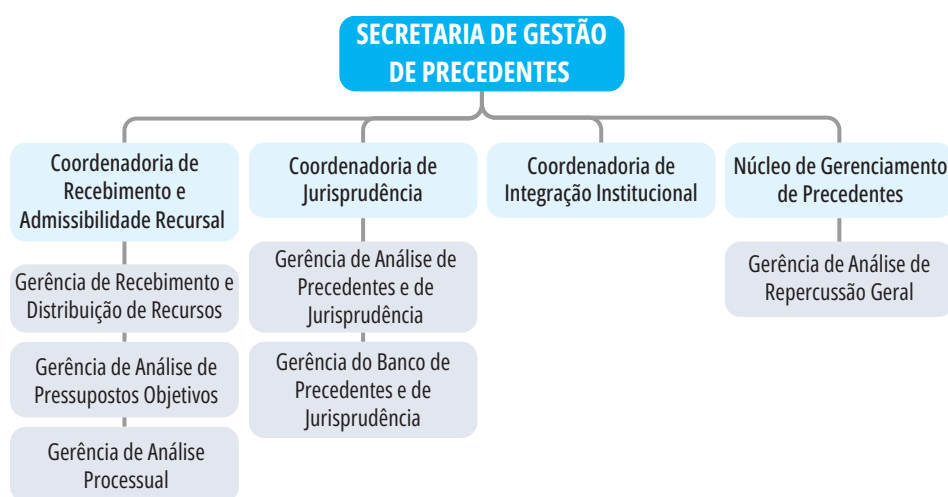 SECRETARIA DE GESTÃO
DE PRECEDENTES
Coordenadoria de
Recebimento e
Admissibilidade Recursal
Gerência de Recebimento e
Distribuição de Recursos
Gerência de Análise de
Pressupostos Objetivos
Gerência de Análise
Processual
Coordenadoria de
Jurisprudência
Gerência de Análise de
Precedentes e de
Jurisprudência
Gerência do Banco de
Precedentes e de
Jurisprudência
Coordenadoria de
Integração Institucional
Núcleo de Gerenciamento
de Precedentes
Gerência de Análise de
Repercussão Geral